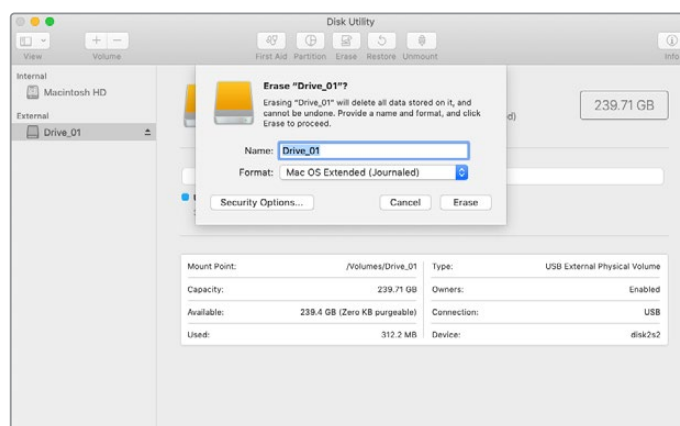 Disk Utility
View
Volume
First Aid
Partition
Erase
Restore
Unmount
Info
Internal
Macintosh HD
External
Drive_01
Erase “Drive_01”?
Erasing “Drive_01” will delete all data stored on it, and
cannot be undone. Provide a name and format, and click
Erase to proceed.
Name: Drive_01
Format: Mac OS Extended (Journaled)
Security Options...
Cancel
Erase
d)
239.71 GB
Mount Point: /Volumes/Drive_01
Type: USB External Physical Volume
Capacity: 239.71 GB
Owners: Enabled
Available: 239.4 GB (Zero KB purgeable)
Connection: USB
Used: 312.2 MB
Device: disk2s2